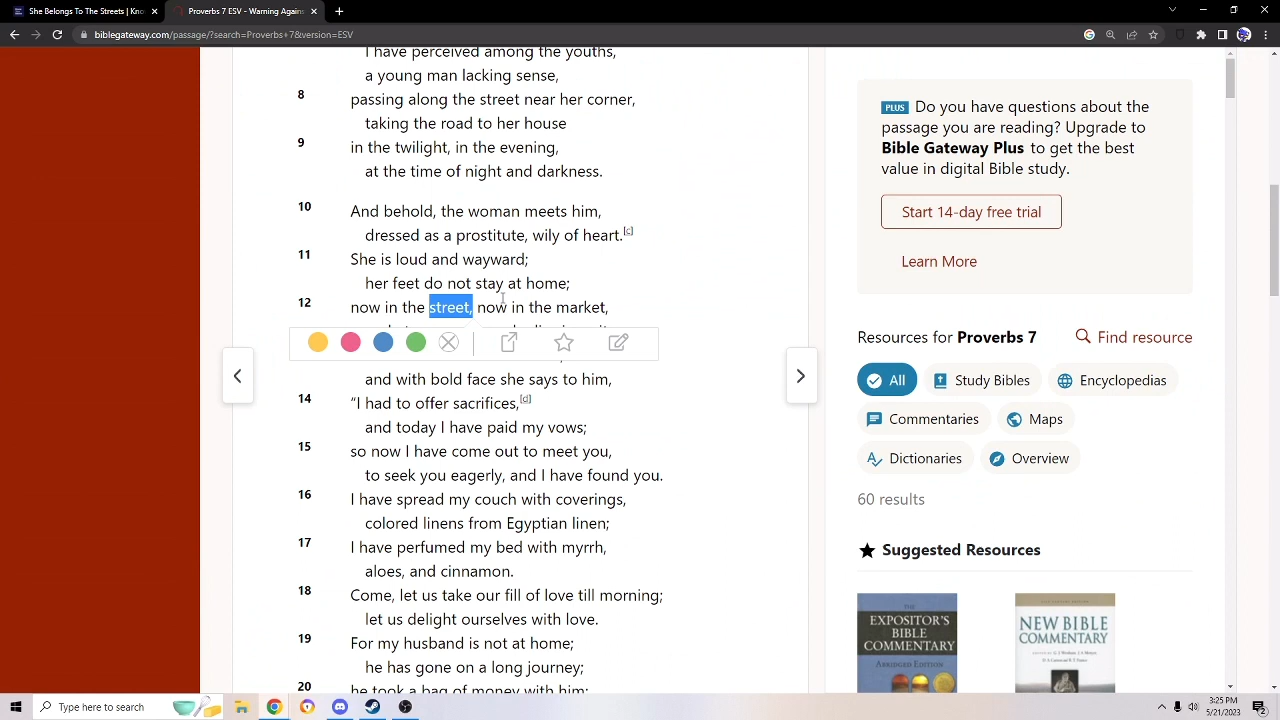 She Belongs To The Streets | Kno
Proverbs 7 ESV - Warning Agains
biblegateway.com/passage/?search=Proverbs+7&version=ESV
I have perceived among the youths,
a young man lacking sense,
8 passing along the street near her corner,
taking the road to her house
9 in the twilight, in the evening,
at the time of night and darkness.
10 And behold, the woman meets him,
dressed as a prostitute, wily of heart.[c]
11 She is loud and wayward;
her feet do not stay at home;
12 now in the street, now in the market,
and with bold face she says to him,
14 “I had to offer sacrifices,[d]
and today I have paid my vows;
15 so now I have come out to meet you,
to seek you eagerly, and I have found you.
16 I have spread my couch with coverings,
colored linens from Egyptian linen;
17 I have perfumed my bed with myrrh,
aloes, and cinnamon.
18 Come, let us take our fill of love till morning;
let us delight ourselves with love.
19 For my husband is not at home;
he has gone on a long journey;
20 he took a bag of money with him;
PLUS Do you have questions about the
passage you are reading? Upgrade to
Bible Gateway Plus to get the best
value in digital Bible study.
Start 14-day free trial
Learn More
Resources for Proverbs 7 Find resource
All Study Bibles Encyclopedias
Commentaries Maps
Dictionaries Overview
60 results
Suggested Resources
THE
EXPOSITOR'S
BIBLE
COMMENTARY
ABRIDGED EDITION
NEW BIBLE
COMMENTARY
Type here to search
3:25 PM
5/21/2023
2